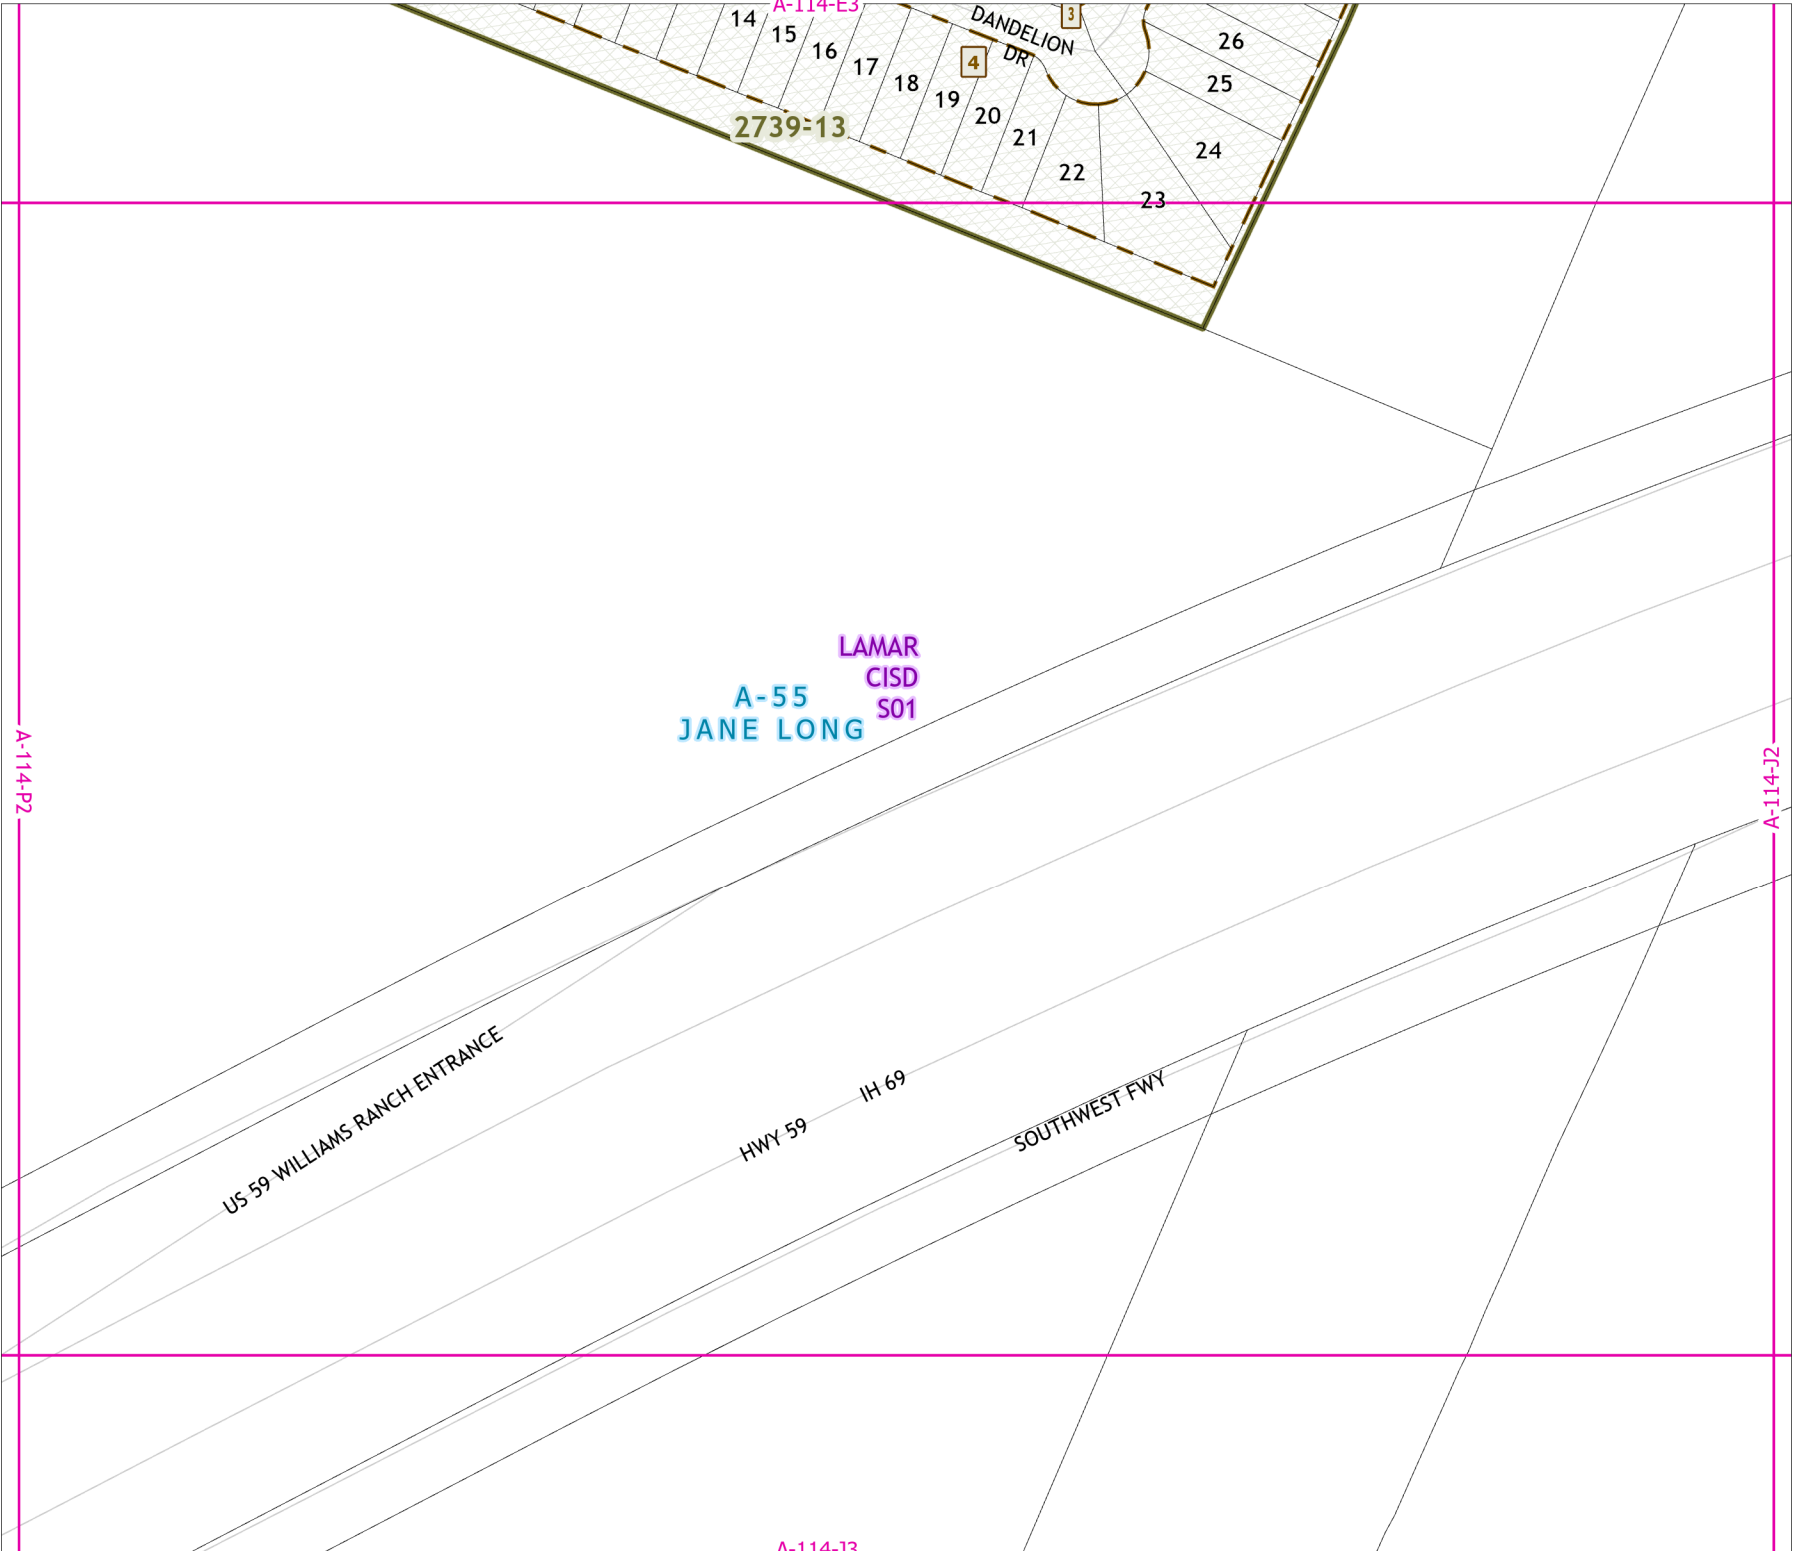 A-114-E3
14
15
16
17
18
19
20
21
22
23
24
25
26
3
4
DANDELION
DR
2739-13
LAMAR
CISD
S01
A-55
JANE LONG
A-114-P2
A-114-J2
US 59 WILLIAMS RANCH ENTRANCE
HWY 59
IH 69
SOUTHWEST FWY
A-114-J3